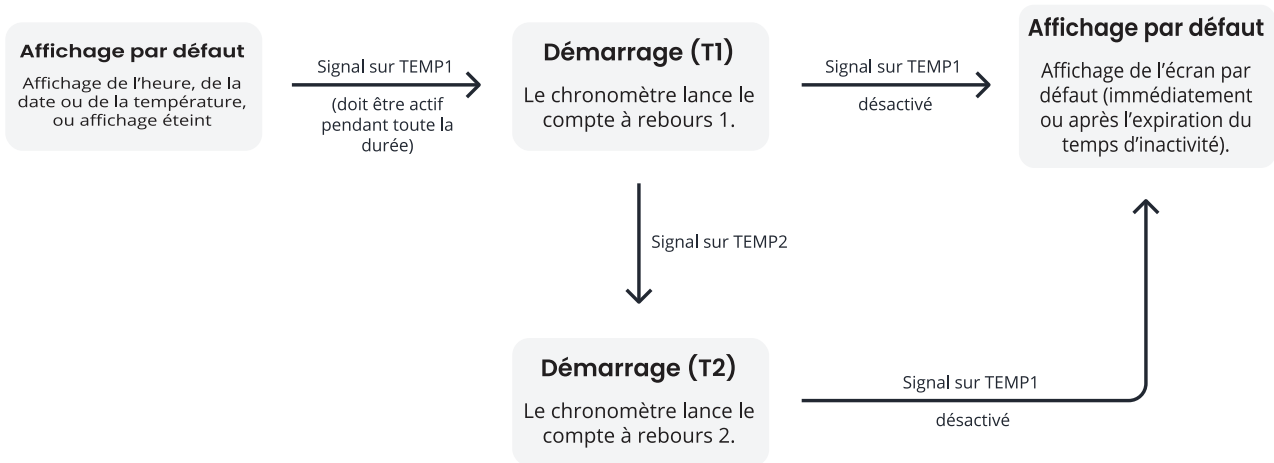 Affichage par défaut
Affichage de l’heure, de la
date ou de la température,
ou affichage éteint
Signal sur TEMP1
(doit être actif
pendant toute la
durée)
Démarrage (T1)
Le chronomètre lance le
compte à rebours 1.
Signal sur TEMP1
désactivé
Affichage par défaut
Affichage de l’écran par
défaut (immédiatement
ou après l’expiration du
temps d’inactivité).
Signal sur TEMP2
Démarrage (T2)
Le chronomètre lance le
compte à rebours 2.
Signal sur TEMP1
désactivé